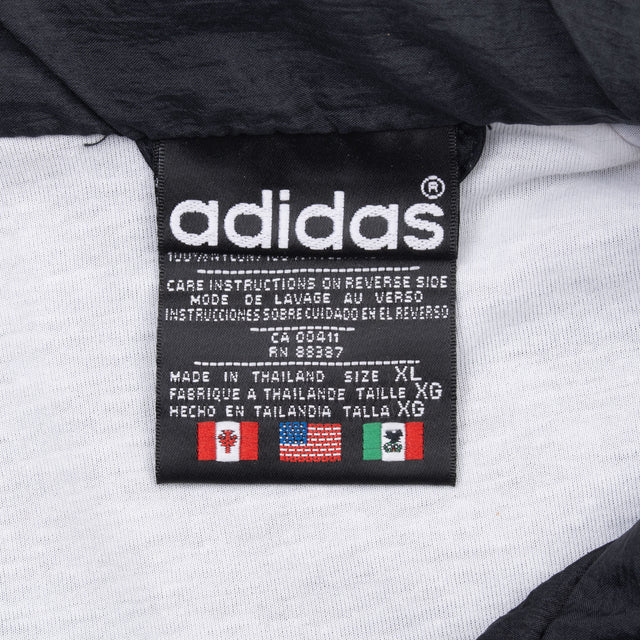 adidas®
CARE INSTRUCTIONS ON REVERSE SIDE
MODE DE LAVAGE AU VERSO
INSTRUCCIONES SOBRE CUIDADO EN EL REVERSO
CA 00411
RN 88387
MADE IN THAILAND SIZE XL
FABRIQUE A THAILANDE TAILLE XG
HECHO EN TAILANDIA TALLA XG